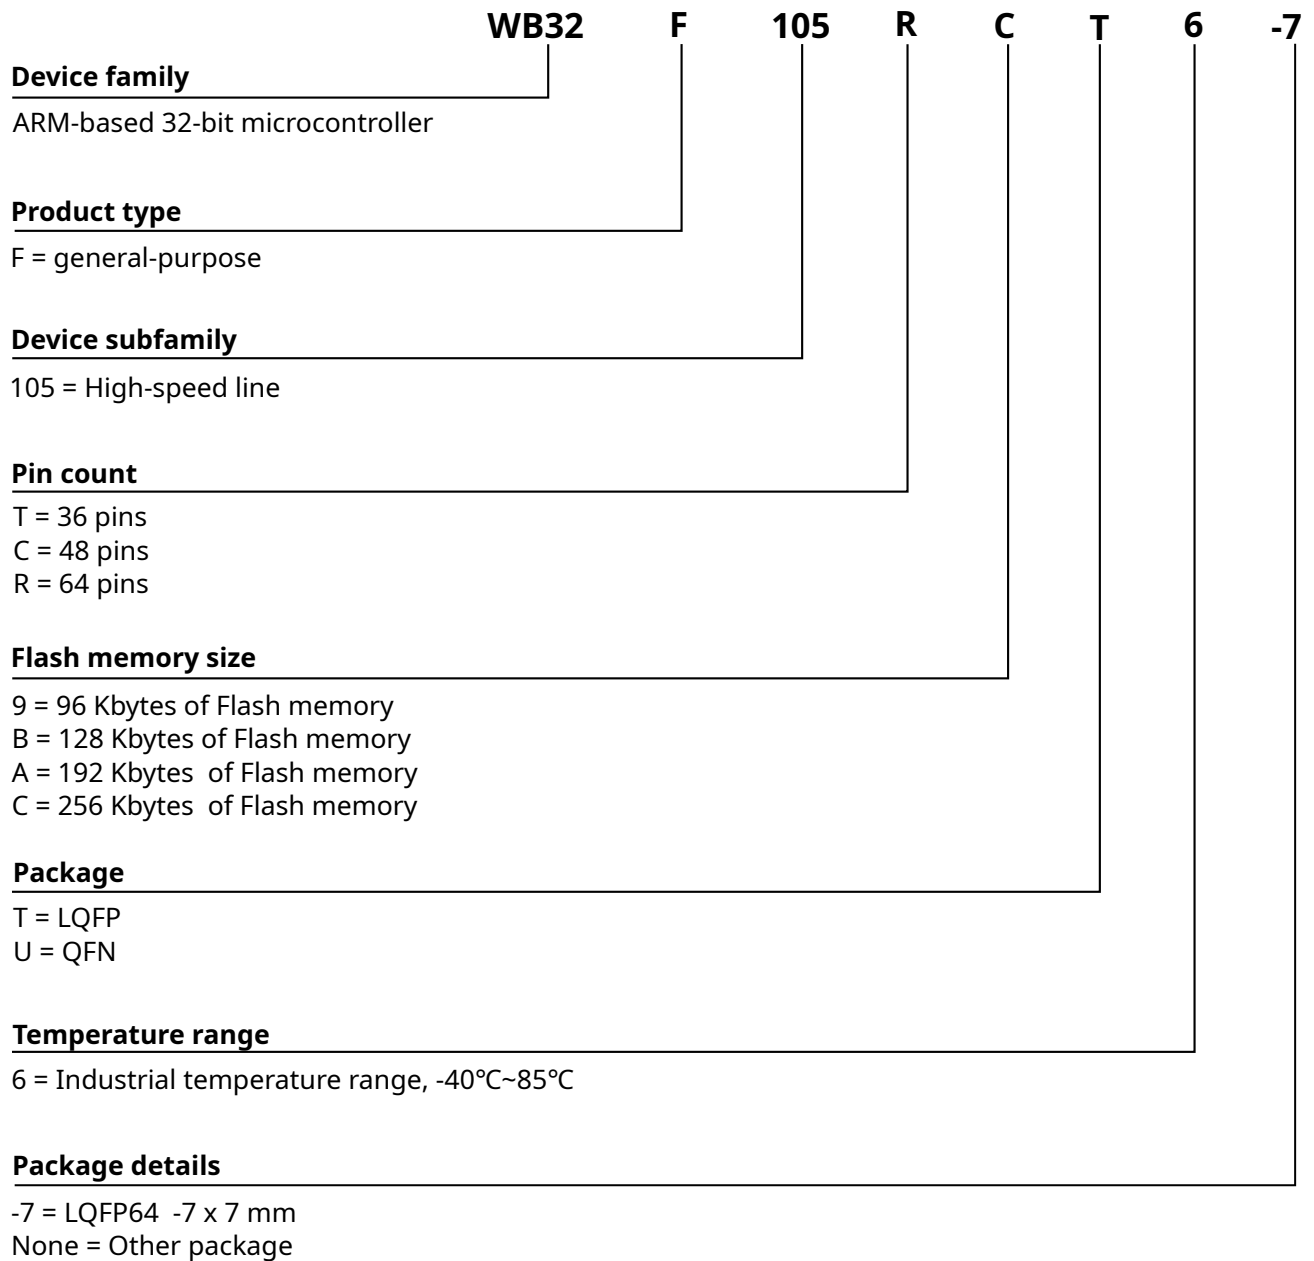 WB32 F 105 R C T 6 -7
Device family
ARM-based 32-bit microcontroller
Product type
F = general-purpose
Device subfamily
105 = High-speed line
Pin count
T = 36 pins
C = 48 pins
R = 64 pins
Flash memory size
9 = 96 Kbytes of Flash memory
B = 128 Kbytes of Flash memory
A = 192 Kbytes  of Flash memory
C = 256 Kbytes  of Flash memory
Package
T = LQFP
U = QFN
Temperature range
6 = Industrial temperature range, -40℃~85℃
Package details
-7 = LQFP64  -7 x 7 mm
None = Other package